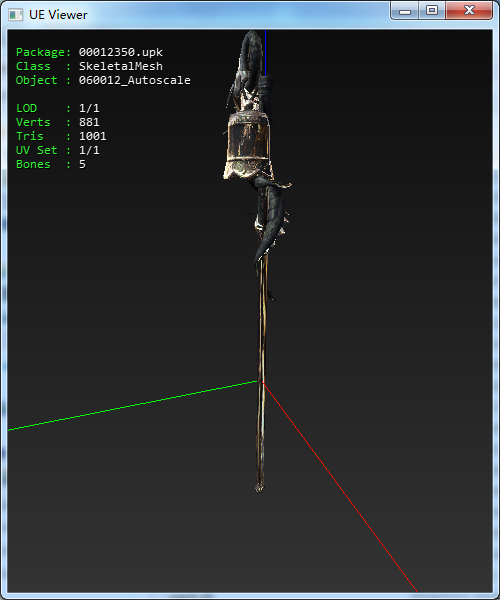 UE Viewer
Package: 00012350.upk
Class  : SkeletalMesh
Object : 060012_Autoscale
LOD    : 1/1
Verts  : 881
Tris   : 1001
UV Set : 1/1
Bones  : 5